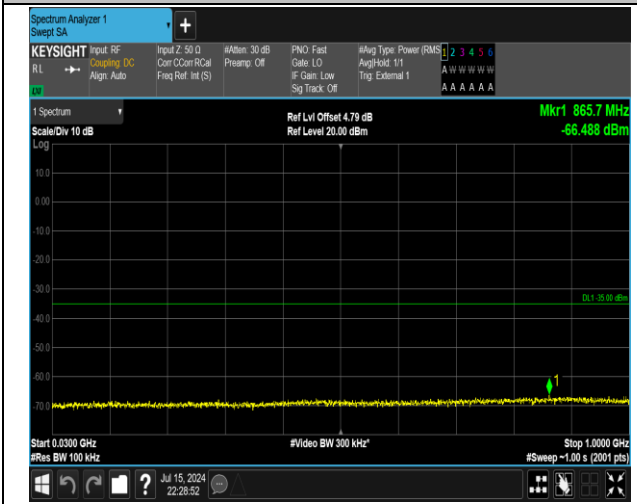 Spectrum Analyzer 1
Swept SA
+
KEYSIGHT
RL
Input: RF
Coupling: DC
Align: Auto
Input Z: 50 Ω
Corr CCorr RCal
Freq Ref: Int (S)
#Atten: 30 dB
Preamp: Off
PNO: Fast
Gate: LO
IF Gain: Low
Sig Track: Off
#Avg Type: Power (RMS
Avg|Hold: 1/1
Trig: External 1
1 2 3 4 5 6
A W W W W W
A A A A A A
1 Spectrum
Scale/Div 10 dB
Log
Ref Lvl Offset 4.79 dB
Ref Level 20.00 dBm
Mkr1 865.7 MHz
-66.488 dBm
10.0
0.00
-10.0
-20.0
-30.0
DL1 -35.00 dBm
-40.0
-50.0
-60.0
1
-70.0
Start 0.0300 GHz
#Res BW 100 kHz
#Video BW 300 kHz*
Stop 1.0000 GHz
#Sweep ~1.00 s (2001 pts)
?
Jul 15, 2024
22:28:52